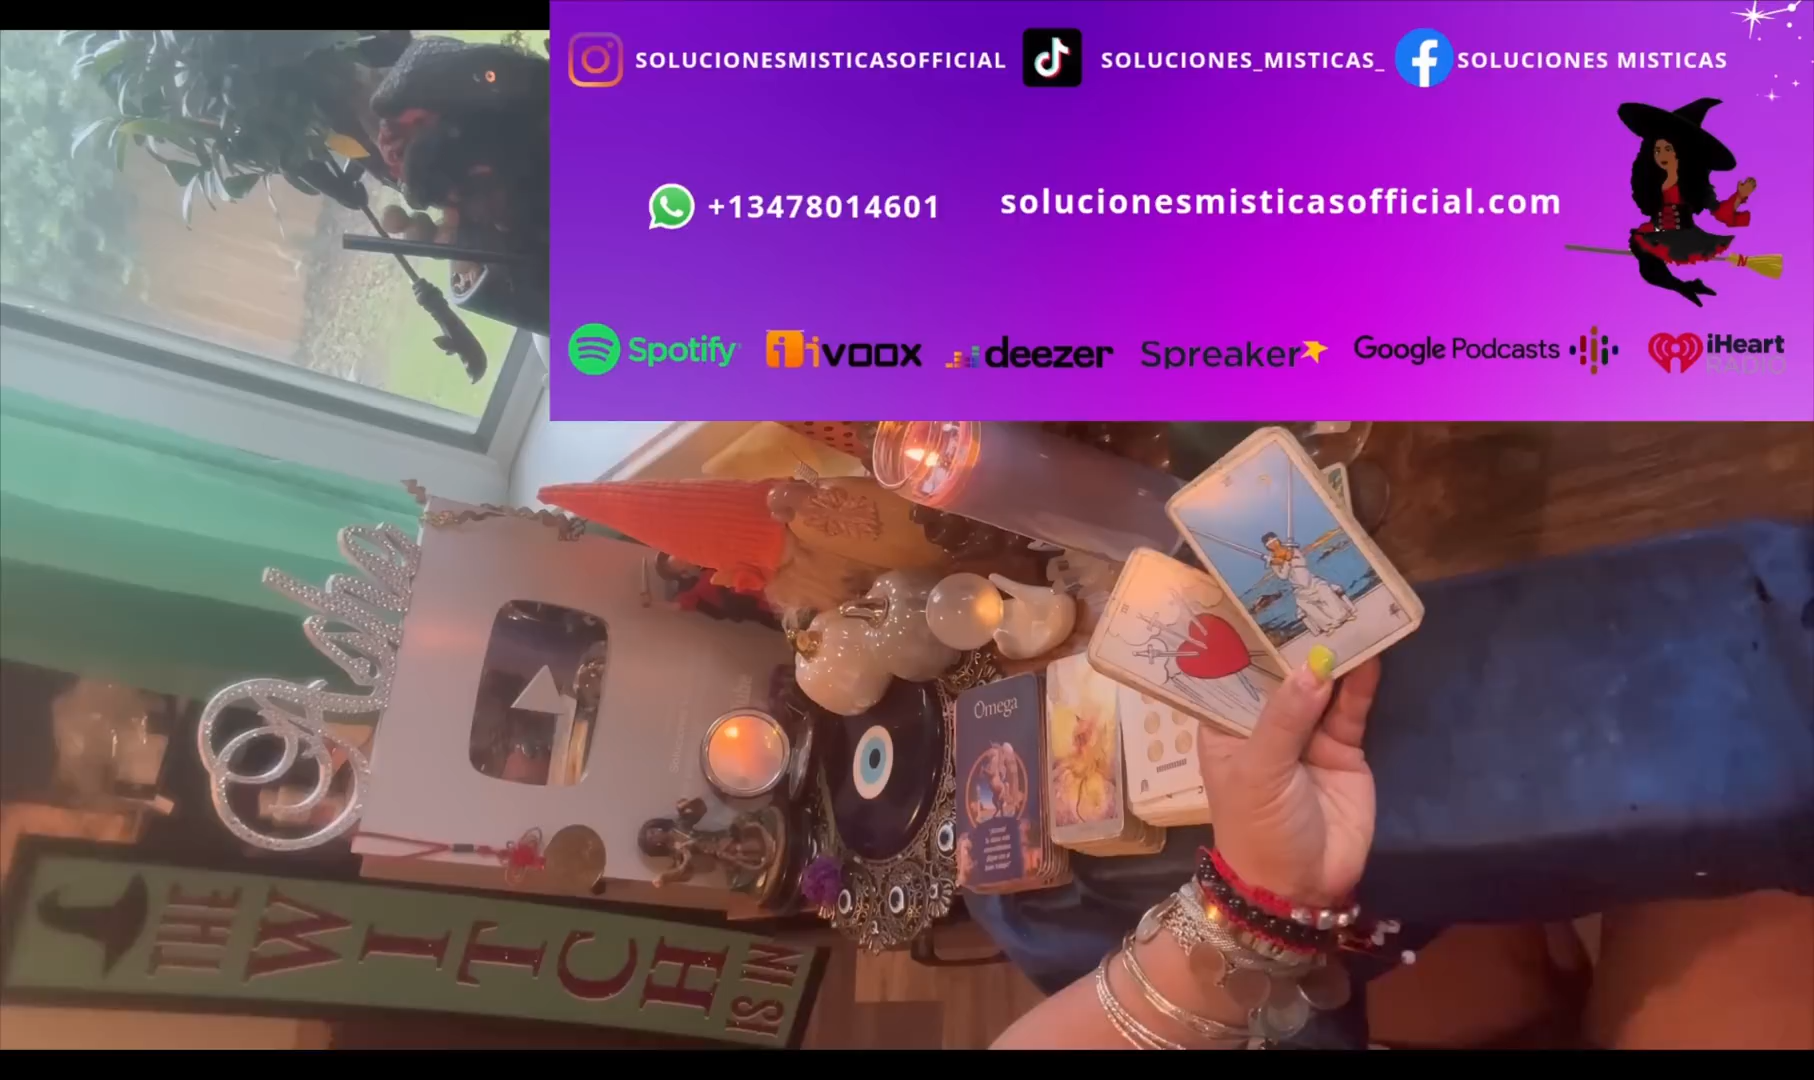 SOLUCIONESMISTICASOFFICIAL
SOLUCIONES_MISTICAS_
SOLUCIONES MISTICAS
+13478014601
solucionesmisticasofficial.com
Spotify
iVOOX
deezer
Spreaker
Google Podcasts
iHeart
RADIO
Omega
THE
WITCH
IS IN